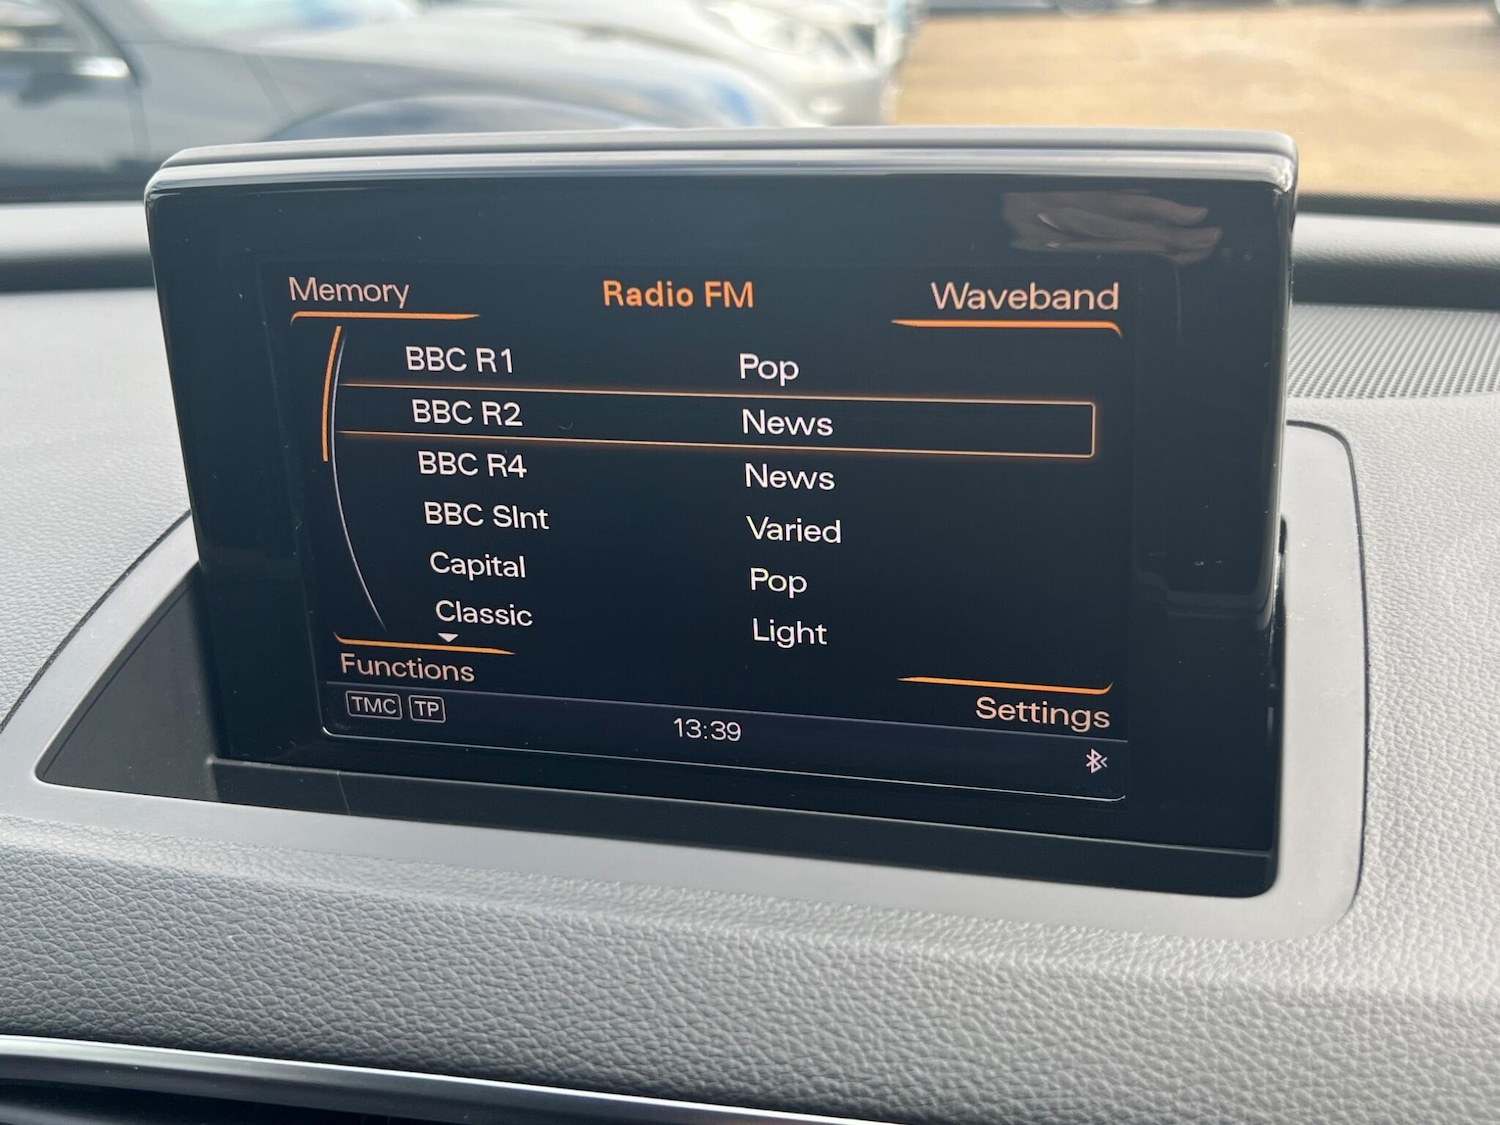 Memory Radio FM Waveband
BBC R1 Pop
BBC R2 News
BBC R4 News
BBC SInt Varied
Capital Pop
Classic Light
Functions Settings
TMC TP 13:39